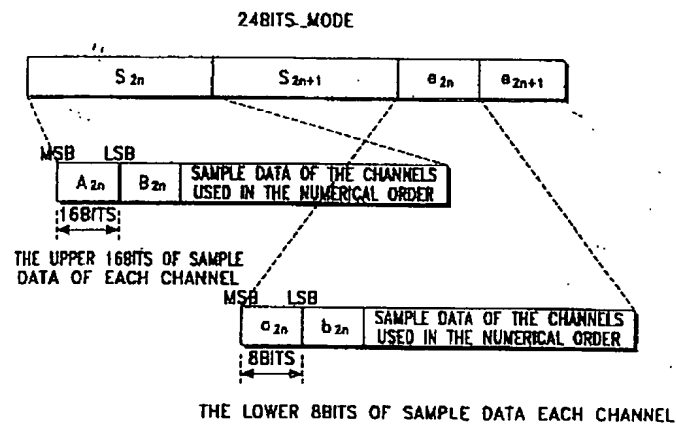 24BITS_MODE
S2n S2n+1 e2n e2n+1
MSB LSB
A2n B2n SAMPLE DATA OF THE CHANNELS
USED IN THE NUMERICAL ORDER
16BITS
THE UPPER 16BITS OF SAMPLE
DATA OF EACH CHANNEL
MSB LSB
a2n b2n SAMPLE DATA OF THE CHANNELS
USED IN THE NUMERICAL ORDER
8BITS
THE LOWER 8BITS OF SAMPLE DATA EACH CHANNEL